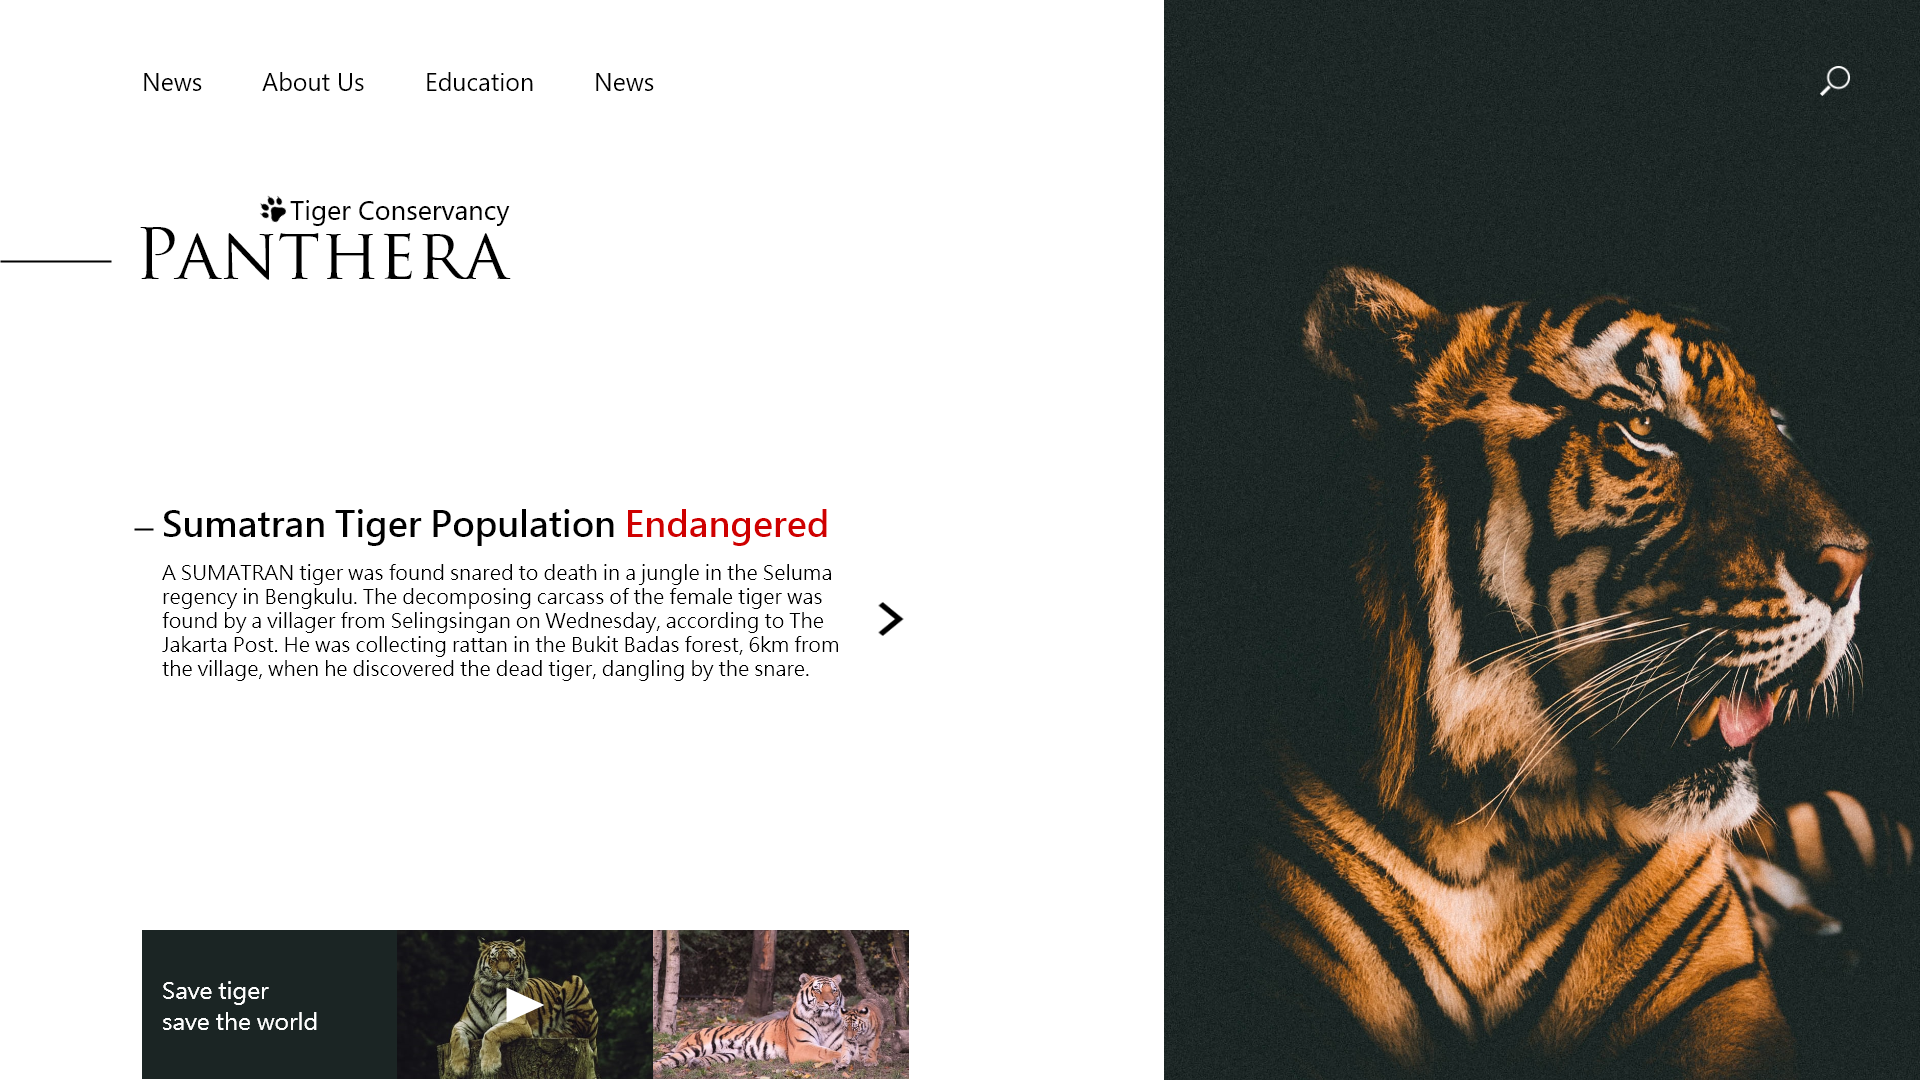 News About Us Education News
Tiger Conservancy
PANTHERA
Sumatran Tiger Population Endangered
A SUMATRAN tiger was found snared to death in a jungle in the Seluma
regency in Bengkulu. The decomposing carcass of the female tiger was
found by a villager from Selingsingan on Wednesday, according to The
Jakarta Post. He was collecting rattan in the Bukit Badas forest, 6km from
the village, when he discovered the dead tiger, dangling by the snare.
Save tiger
save the world